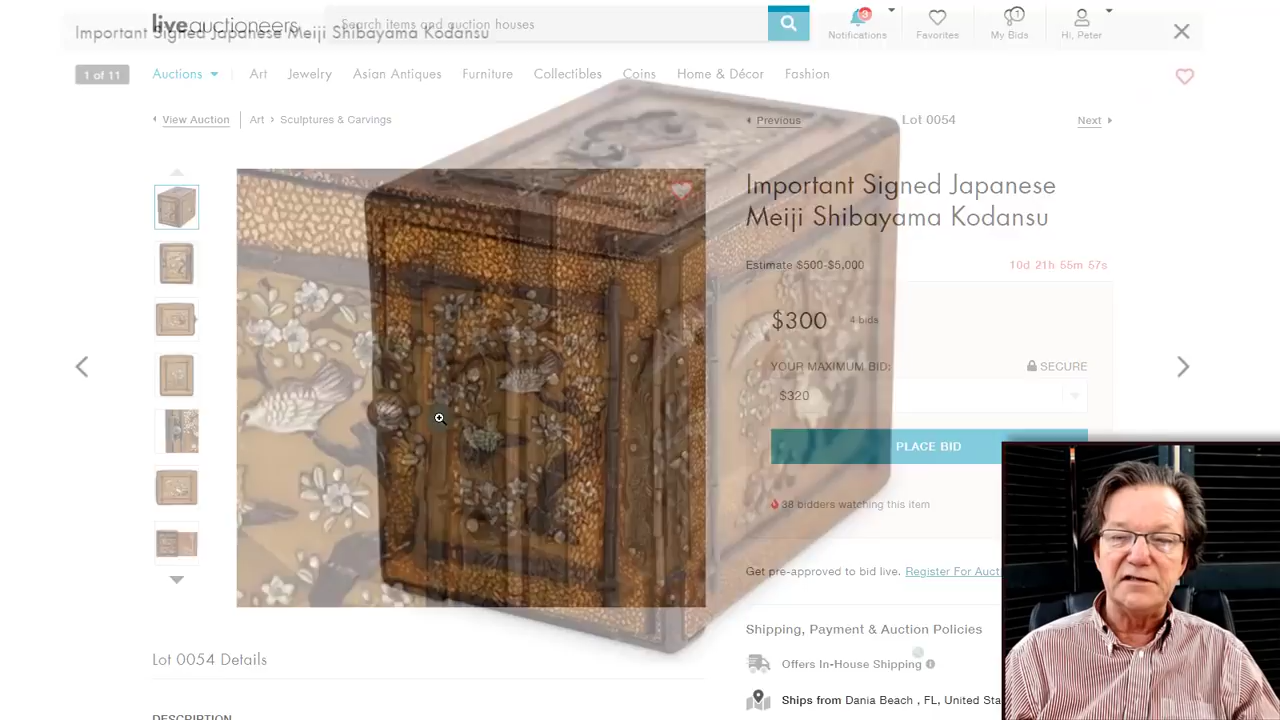 liveauctioneers
Search items and auction houses
3
Notifications
Favorites
1
My Bids
Hi, Peter
Important Signed Japanese Meiji Shibayama Kodansu
1 of 11
Auctions
Art
Jewelry
Asian Antiques
Furniture
Collectibles
Coins
Home & Décor
Fashion
View Auction
Art > Sculptures & Carvings
Previous
Lot 0054
Next
Important Signed Japanese
Meiji Shibayama Kodansu
Estimate $500-$5,000
10d 21h 55m 57s
$300
4 bids
YOUR MAXIMUM BID:
SECURE
$320
PLACE BID
38 bidders watching this item
Get pre-approved to bid live. Register For Auct
Shipping, Payment & Auction Policies
Offers In-House Shipping
Ships from Dania Beach , FL, United Sta
Lot 0054 Details
DESCRIPTION